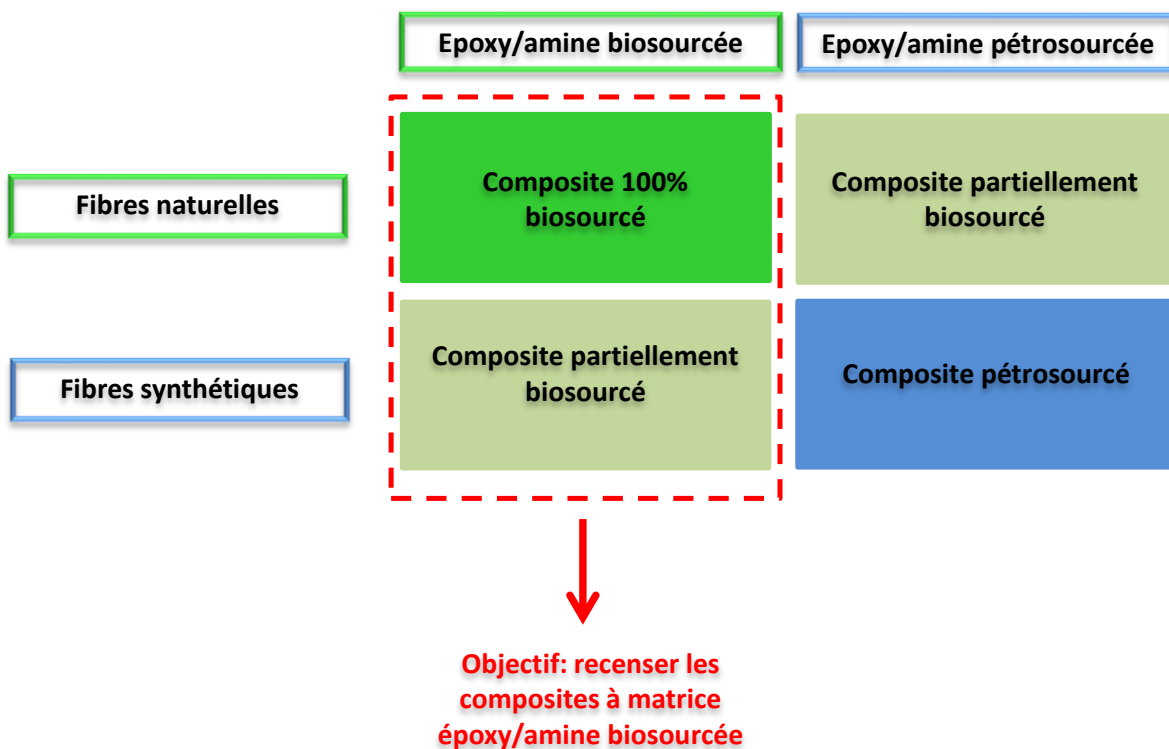 Epoxy/amine biosourcée
Epoxy/amine pétrosourcée
Fibres naturelles
Composite 100%
biosourcé
Composite partiellement
biosourcé
Fibres synthétiques
Composite partiellement
biosourcé
Composite pétrosourcé
Objectif: recenser les
composites à matrice
époxy/amine biosourcée